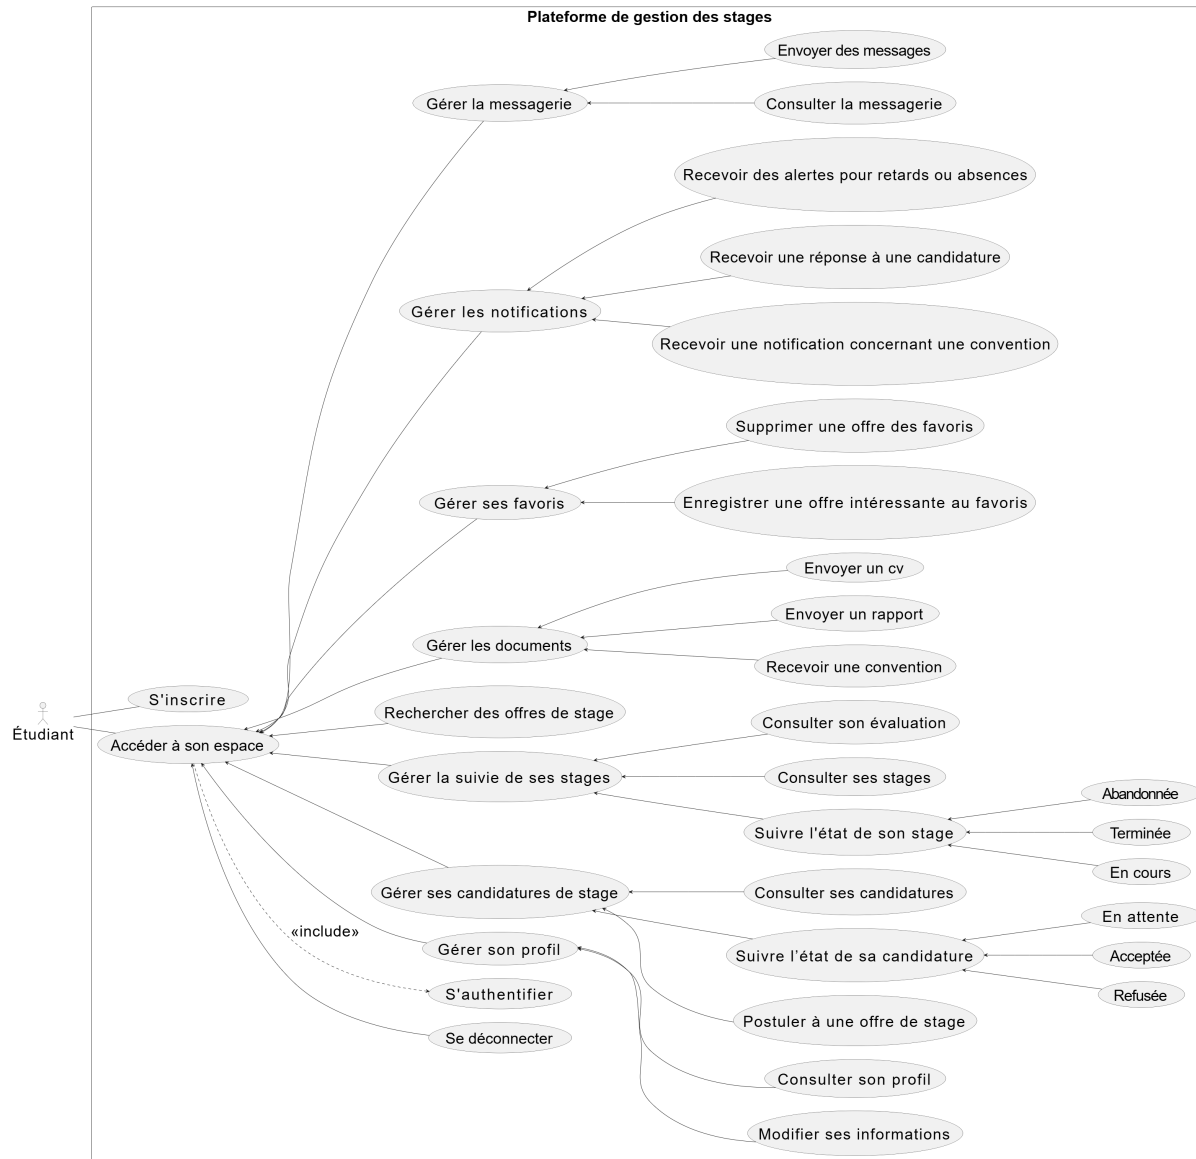 Plateforme de gestion des stages
Envoyer des messages
Gérer la messagerie
Consulter la messagerie
Recevoir des alertes pour retards ou absences
Recevoir une réponse à une candidature
Gérer les notifications
Recevoir une notification concernant une convention
Supprimer une offre des favoris
Gérer ses favoris
Enregistrer une offre intéressante au favoris
Envoyer un cv
Envoyer un rapport
Gérer les documents
Recevoir une convention
S'inscrire
Rechercher des offres de stage
Étudiant
Accéder à son espace
Consulter son évaluation
Gérer la suivie de ses stages
Consulter ses stages
Abandonnée
Suivre l'état de son stage
Terminée
En cours
Gérer ses candidatures de stage
Consulter ses candidatures
En attente
«include»
Gérer son profil
Suivre l’état de sa candidature
Acceptée
S'authentifier
Refusée
Postuler à une offre de stage
Se déconnecter
Consulter son profil
Modifier ses informations